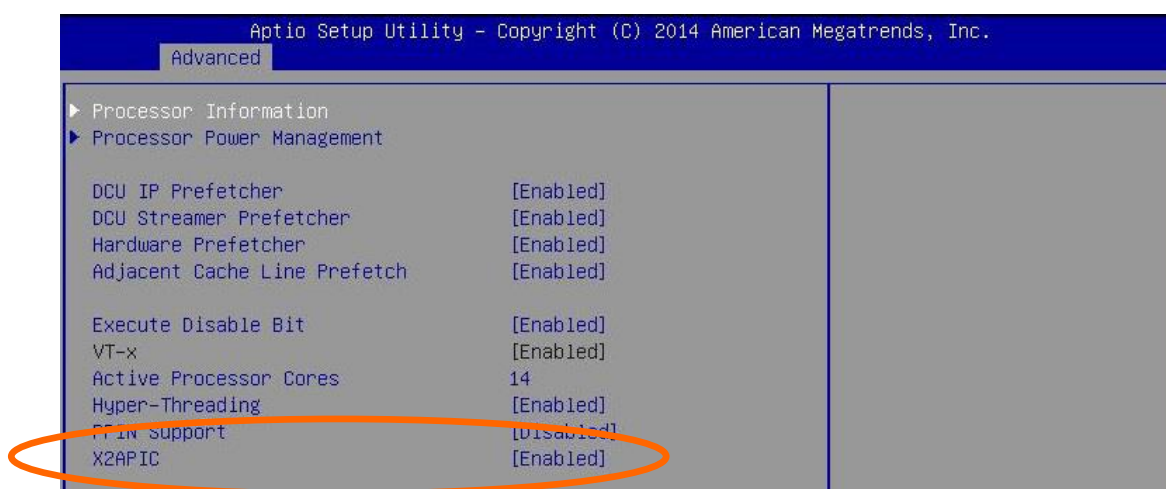 Aptio Setup Utility – Copyright (C) 2014 American Megatrends, Inc.
Advanced
Processor Information
Processor Power Management
DCU IP Prefetcher [Enabled]
DCU Streamer Prefetcher [Enabled]
Hardware Prefetcher [Enabled]
Adjacent Cache Line Prefetch [Enabled]
Execute Disable Bit [Enabled]
VT-x [Enabled]
Active Processor Cores 14
Hyper-Threading [Enabled]
PPIN Support [Disabled]
X2APIC [Enabled]